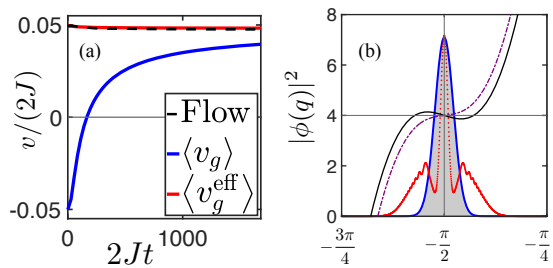 0.05
(a)
v/(2J)
0
-0.05
Flow
⟨v_g⟩
⟨v_g^eff⟩
0
1000
2Jt
8
(b)
6
|ϕ(q)|²
4
2
0
−3π/4
−π/2
−π/4